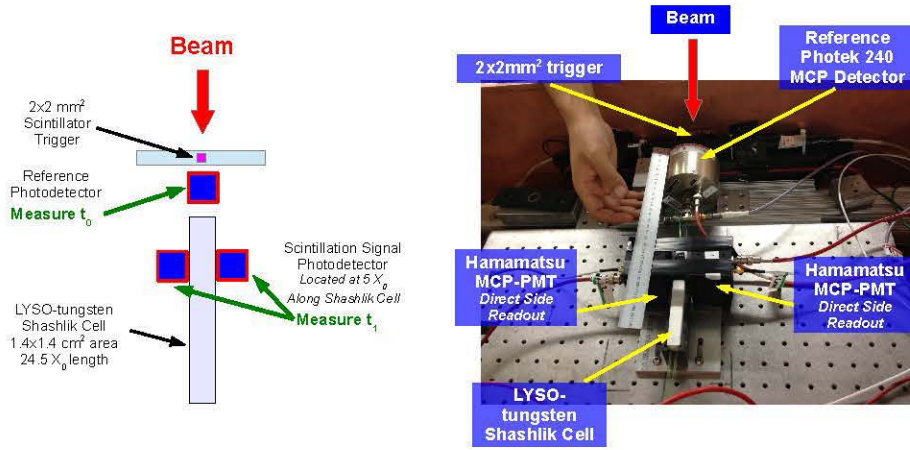 Beam
2x2 mm²
Scintillator
Trigger
Reference
Photodetector
Measure t₀
Scintillation Signal
Photodetector
Located at 5 X₀
Along Shashlik Cell
Measure t₁
LYSO-tungsten
Shashlik Cell
1.4x1.4 cm² area
24.5 X₀ length
Beam
2x2mm² trigger
Reference
Photek 240
MCP Detector
Hamamatsu
MCP-PMT
Direct Side
Readout
Hamamatsu
MCP-PMT
Direct Side
Readout
LYSO-
tungsten
Shashlik Cell